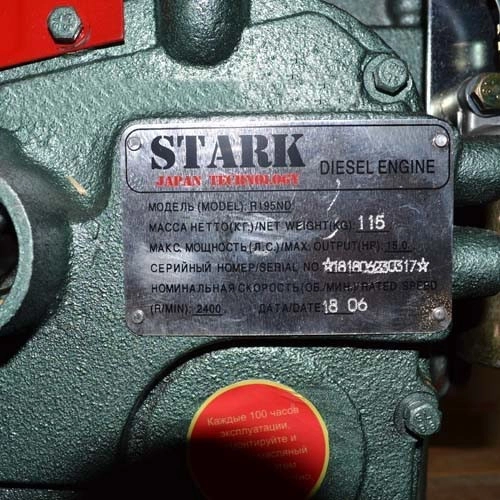 STARK
JAPAN TECHNOLOGY
DIESEL ENGINE
МОДЕЛЬ (MODEL): R195ND
МАССА НЕТТО(КГ)/NET WEIGHT(KG) 115
МАКС. МОЩНОСТЬ (Л.С.)/MAX. OUTPUT(HP): 15.0
СЕРИЙНЫЙ НОМЕР/SERIAL NO:
НОМИНАЛЬНАЯ СКОРОСТЬ (ОБ./МИН.)/RATED SPEED
(R/MIN): 2400 ДАТА/DATE 18 06
Каждые 100 часов
эксплуатации,